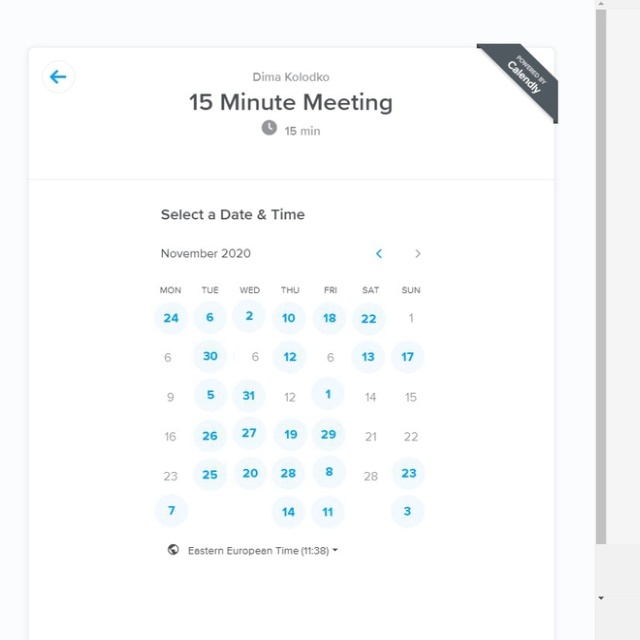 POWERED BY
Calendly
Dima Kolodko
15 Minute Meeting
15 min
Select a Date & Time
November 2020
MON TUE WED THU FRI SAT SUN
24 6 2 10 18 22 1
6 30 6 12 6 13 17
9 5 31 12 1 14 15
16 26 27 19 29 21 22
23 25 20 28 8 28 23
7 14 11 3
Eastern European Time (11:38)